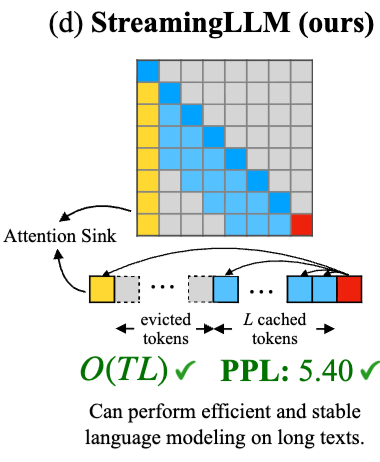 (d) StreamingLLM (ours)
Attention Sink
...
...
evicted
tokens
L cached
tokens
O(TL) ✓ PPL: 5.40 ✓
Can perform efficient and stable
language modeling on long texts.